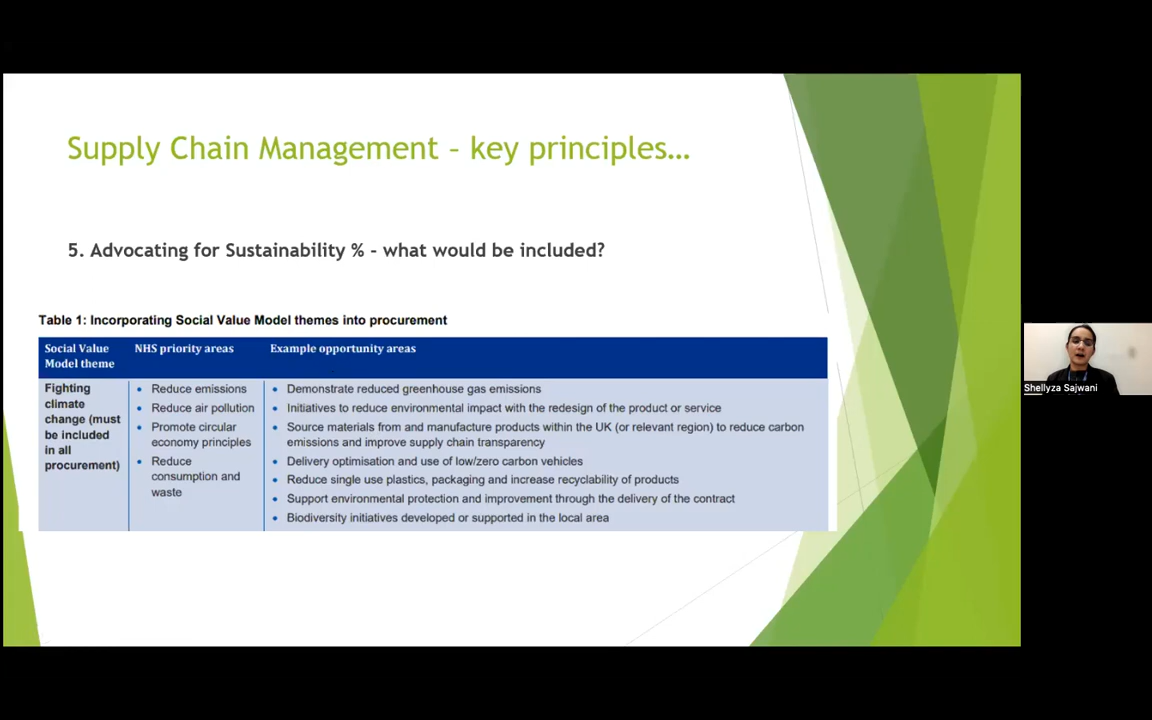 Supply Chain Management – key principles…
5. Advocating for Sustainability % - what would be included?
Table 1: Incorporating Social Value Model themes into procurement
Social Value
Model theme
NHS priority areas
Example opportunity areas
Fighting
climate
change (must
be included
in all
procurement)
• Reduce emissions
• Reduce air pollution
• Promote circular
economy principles
• Reduce
consumption and
waste
• Demonstrate reduced greenhouse gas emissions
• Initiatives to reduce environmental impact with the redesign of the product or service
• Source materials from and manufacture products within the UK (or relevant region) to reduce carbon
emissions and improve supply chain transparency
• Delivery optimisation and use of low/zero carbon vehicles
• Reduce single use plastics, packaging and increase recyclability of products
• Support environmental protection and improvement through the delivery of the contract
• Biodiversity initiatives developed or supported in the local area
Shellyza Sajwani